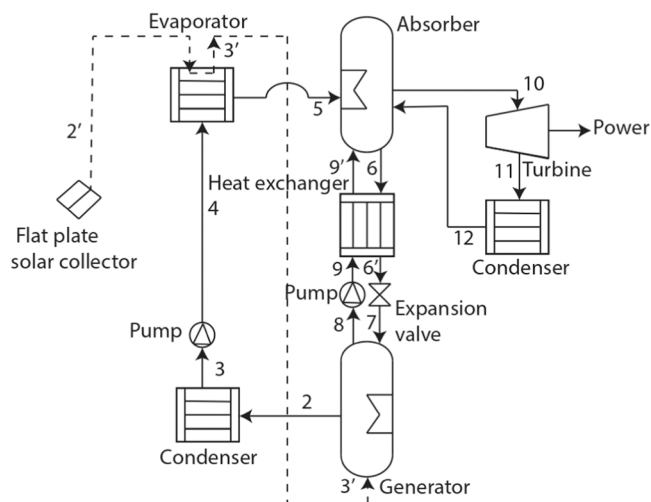 Evaporator
Absorber
3'
10
2'
5
Power
9'
6
11
Turbine
Heat exchanger
4
12
Flat plate
solar collector
Condenser
9
6'
Pump
Expansion
valve
Pump
8
7
3
2
Condenser
3'
Generator